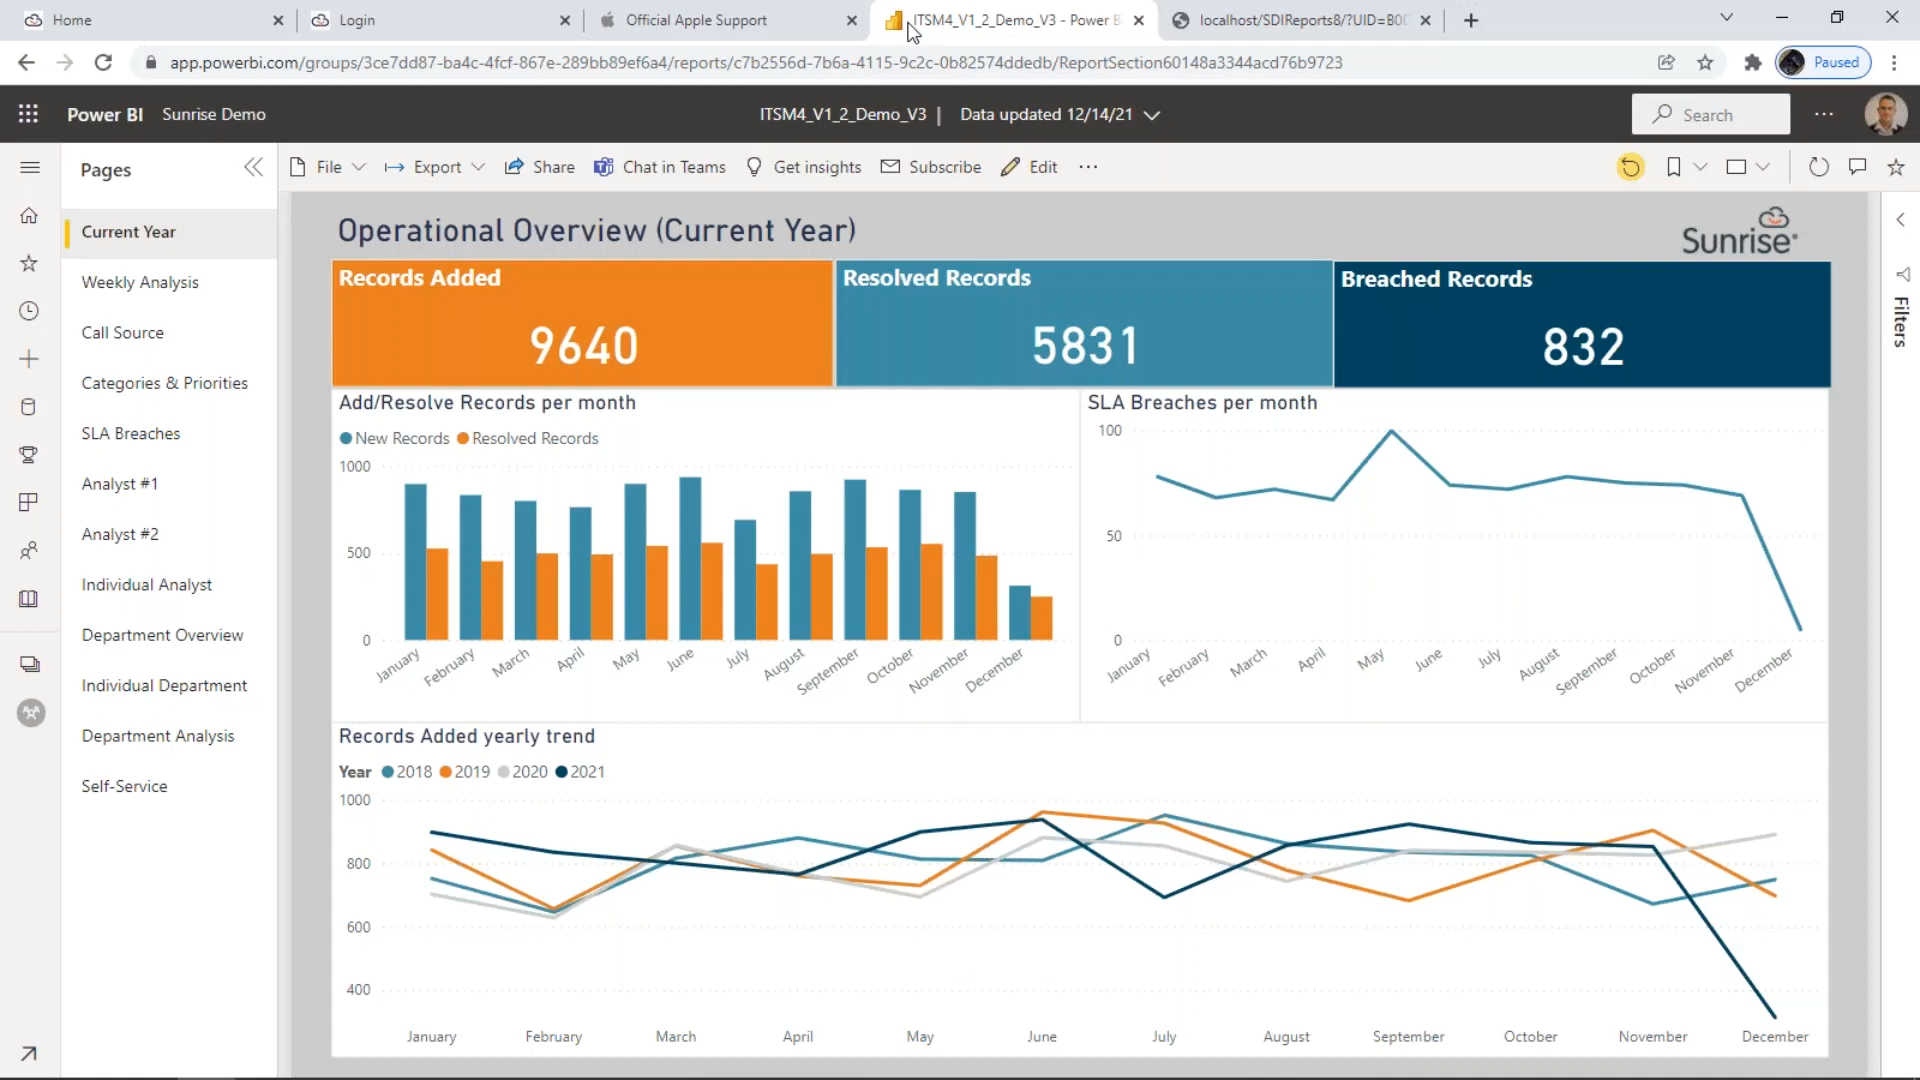 Home
Login
Official Apple Support
ITSM4_V1_2_Demo_V3 - Power B
localhost/SDIReports8/?UID=B0D
app.powerbi.com/groups/3ce7dd87-ba4c-4fcf-867e-289bb89ef6a4/reports/c7b2556d-7b6a-4115-9c2c-0b82574ddedb/ReportSection60148a3344acd76b9723
Paused
Power BI Sunrise Demo
ITSM4_V1_2_Demo_V3 | Data updated 12/14/21
Search
Pages
File Export Share Chat in Teams Get insights Subscribe Edit
Current Year
Weekly Analysis
Call Source
Categories & Priorities
SLA Breaches
Analyst #1
Analyst #2
Individual Analyst
Department Overview
Individual Department
Department Analysis
Self-Service
Operational Overview (Current Year)
Sunrise
Records Added
9640
Resolved Records
5831
Breached Records
832
Add/Resolve Records per month
New Records Resolved Records
1000
500
0
January February March April May June July August September October November December
SLA Breaches per month
100
50
0
January February March April May June July August September October November December
Records Added yearly trend
Year 2018 2019 2020 2021
1000
800
600
400
January February March April May June July August September October November December
Filters